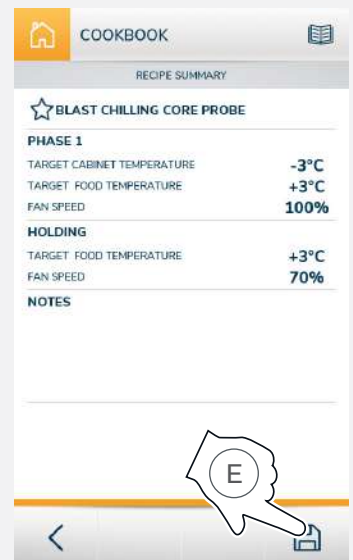 COOKBOOK
RECIPE SUMMARY
BLAST CHILLING CORE PROBE
PHASE 1
TARGET CABINET TEMPERATURE -3°C
TARGET FOOD TEMPERATURE +3°C
FAN SPEED 100%
HOLDING
TARGET FOOD TEMPERATURE +3°C
FAN SPEED 70%
NOTES
E